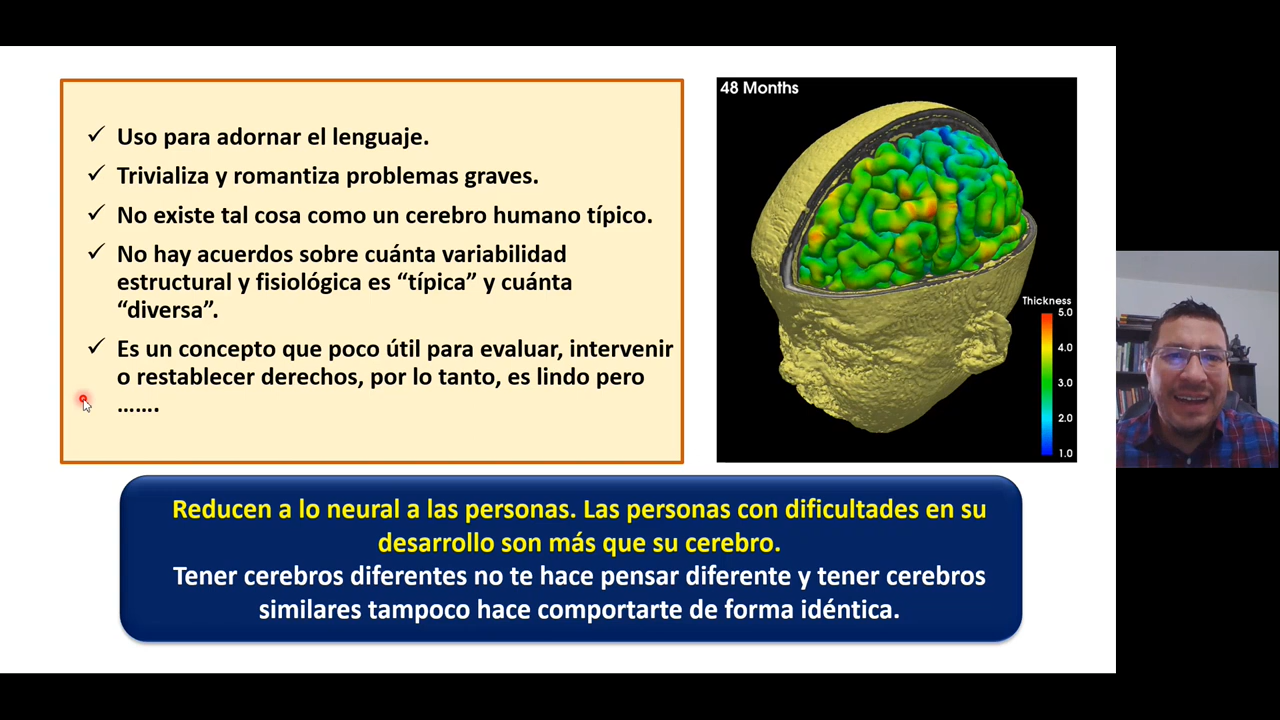 Uso para adornar el lenguaje.
Trivializa y romantiza problemas graves.
No existe tal cosa como un cerebro humano típico.
No hay acuerdos sobre cuánta variabilidad
estructural y fisiológica es “típica” y cuánta
“diversa”.
Es un concepto que poco útil para evaluar, intervenir
o restablecer derechos, por lo tanto, es lindo pero
…….
48 Months
Thickness
5.0
4.0
3.0
2.0
1.0
Reducen a lo neural a las personas. Las personas con dificultades en su
desarrollo son más que su cerebro.
Tener cerebros diferentes no te hace pensar diferente y tener cerebros
similares tampoco hace comportarte de forma idéntica.